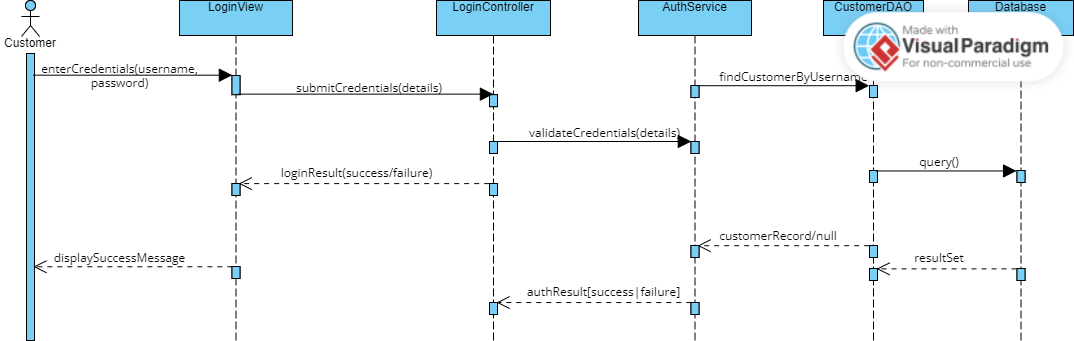 LoginView
LoginController
AuthService
CustomerDAO
Database
Customer
Made with
Visual Paradigm
For non-commercial use
enterCredentials(username,
password)
submitCredentials(details)
findCustomerByUsername
validateCredentials(details)
query()
loginResult(success/failure)
customerRecord/null
displaySuccessMessage
resultSet
authResult[success|failure]